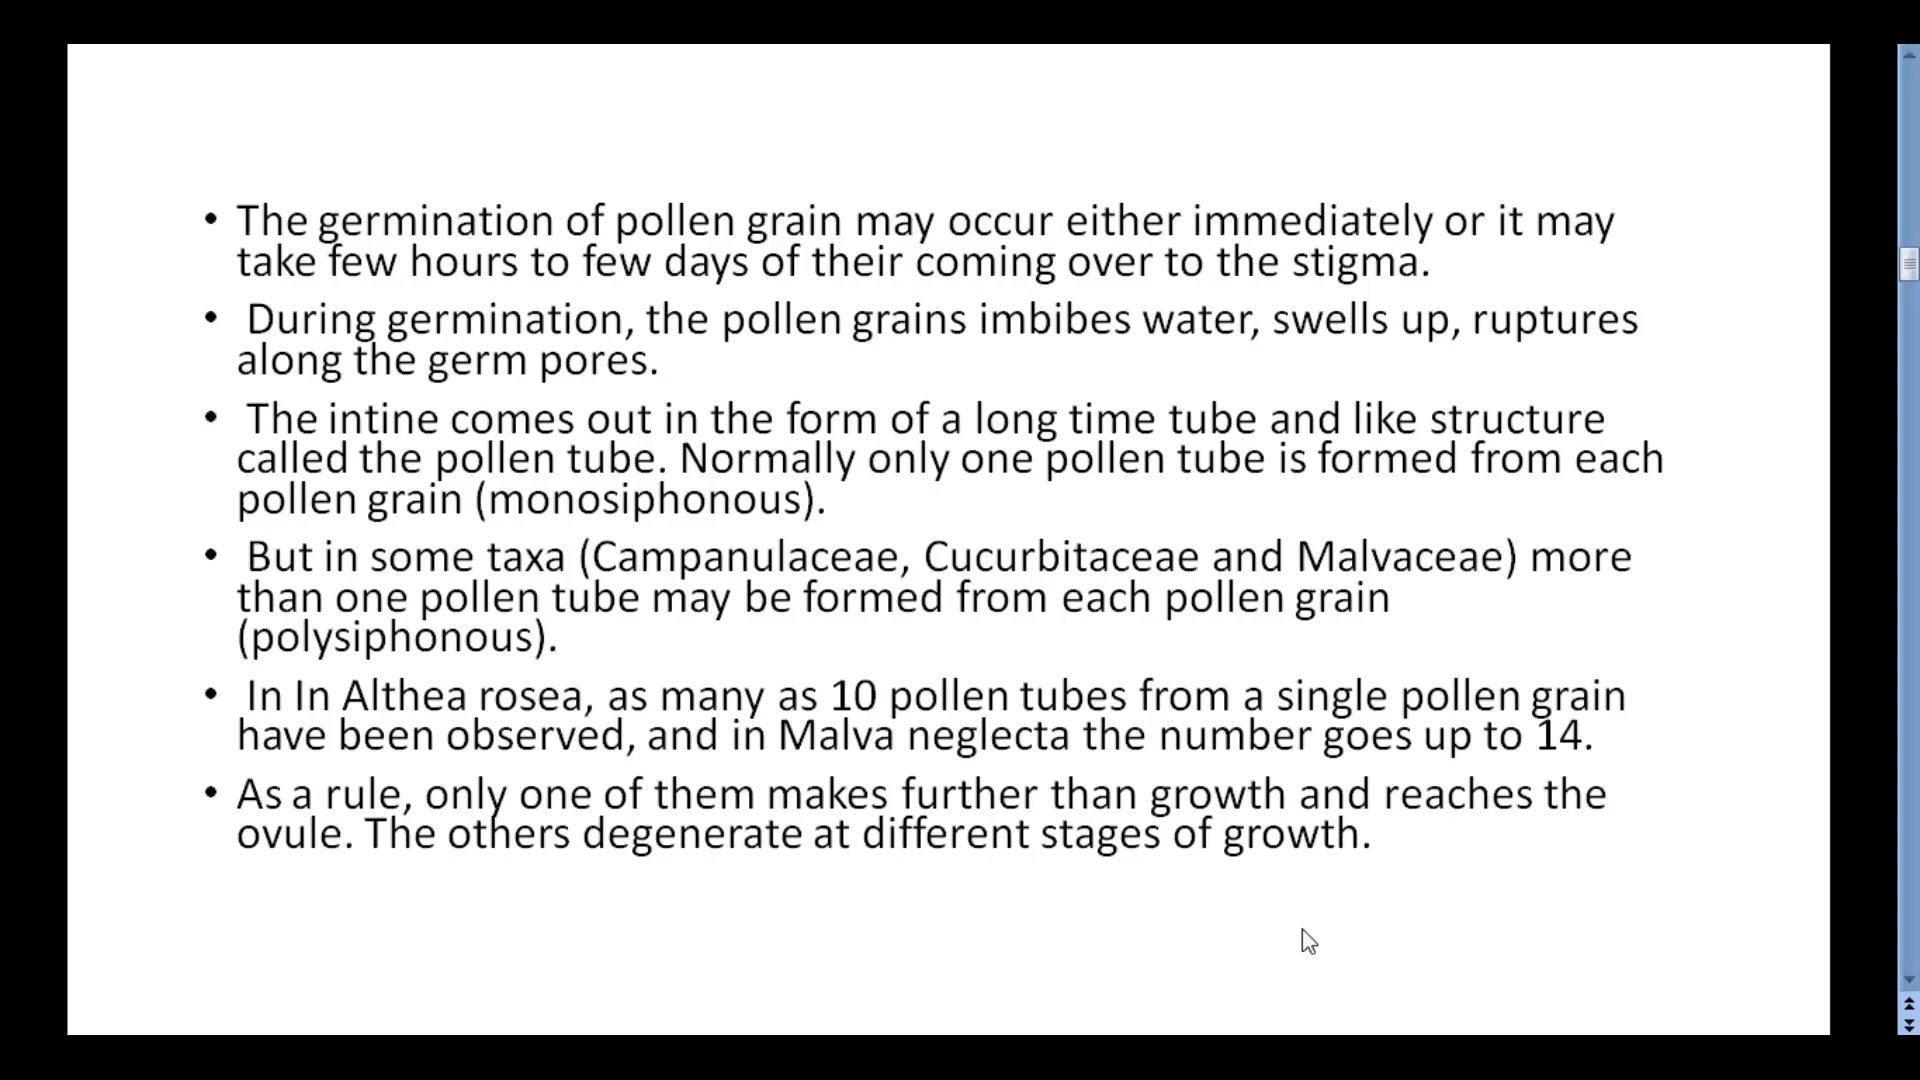 • The germination of pollen grain may occur either immediately or it may
take few hours to few days of their coming over to the stigma.
• During germination, the pollen grains imbibes water, swells up, ruptures
along the germ pores.
• The intine comes out in the form of a long time tube and like structure
called the pollen tube. Normally only one pollen tube is formed from each
pollen grain (monosiphonous).
• But in some taxa (Campanulaceae, Cucurbitaceae and Malvaceae) more
than one pollen tube may be formed from each pollen grain
(polysiphonous).
• In In Althea rosea, as many as 10 pollen tubes from a single pollen grain
have been observed, and in Malva neglecta the number goes up to 14.
• As a rule, only one of them makes further than growth and reaches the
ovule. The others degenerate at different stages of growth.